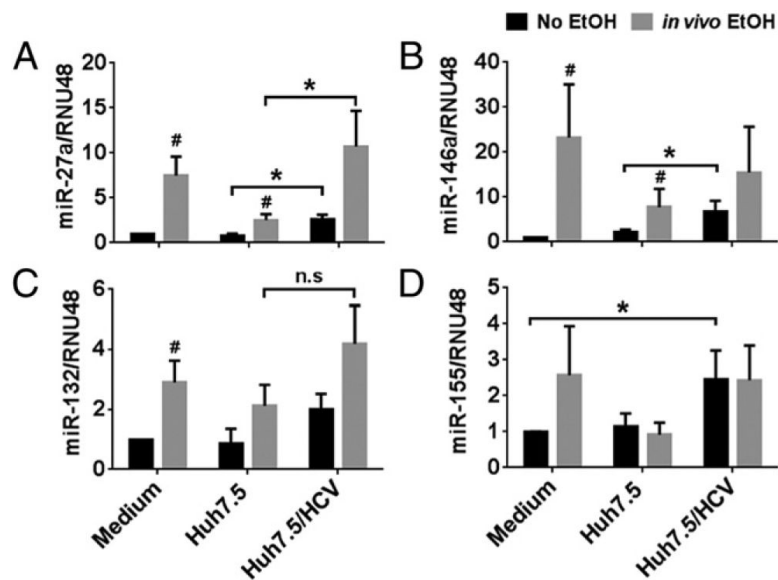 No EtOH in vivo EtOH
A
miR-27a/RNU48
20
15
10
5
0
#
*
#
*
B
miR-146a/RNU48
40
30
20
10
0
#
*
#
C
miR-132/RNU48
6
4
2
0
#
n.s
Medium
Huh7.5
Huh7.5/HCV
D
miR-155/RNU48
5
4
3
2
1
0
*
Medium
Huh7.5
Huh7.5/HCV